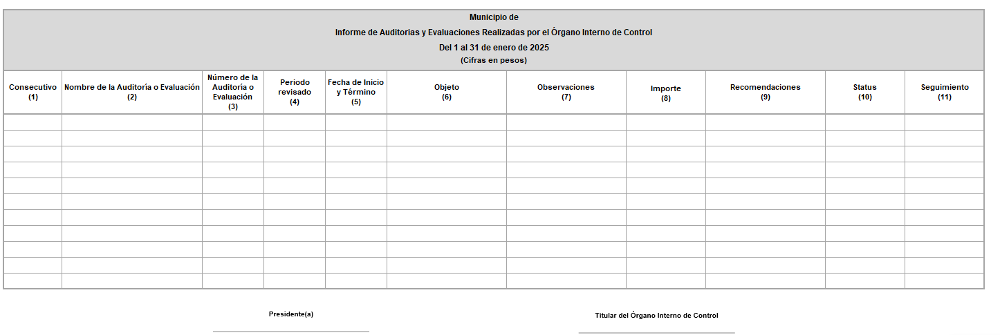 Municipio de
Informe de Auditorias y Evaluaciones Realizadas por el Órgano Interno de Control
Del 1 al 31 de enero de 2025
(Cifras en pesos)
Consecutivo
(1)
Nombre de la Auditoría o Evaluación
(2)
Número de la
Auditoría o
Evaluación
(3)
Periodo
revisado
(4)
Fecha de Inicio
y Término
(5)
Objeto
(6)
Observaciones
(7)
Importe
(8)
Recomendaciones
(9)
Status
(10)
Seguimiento
(11)
Presidente(a)
Titular del Órgano Interno de Control